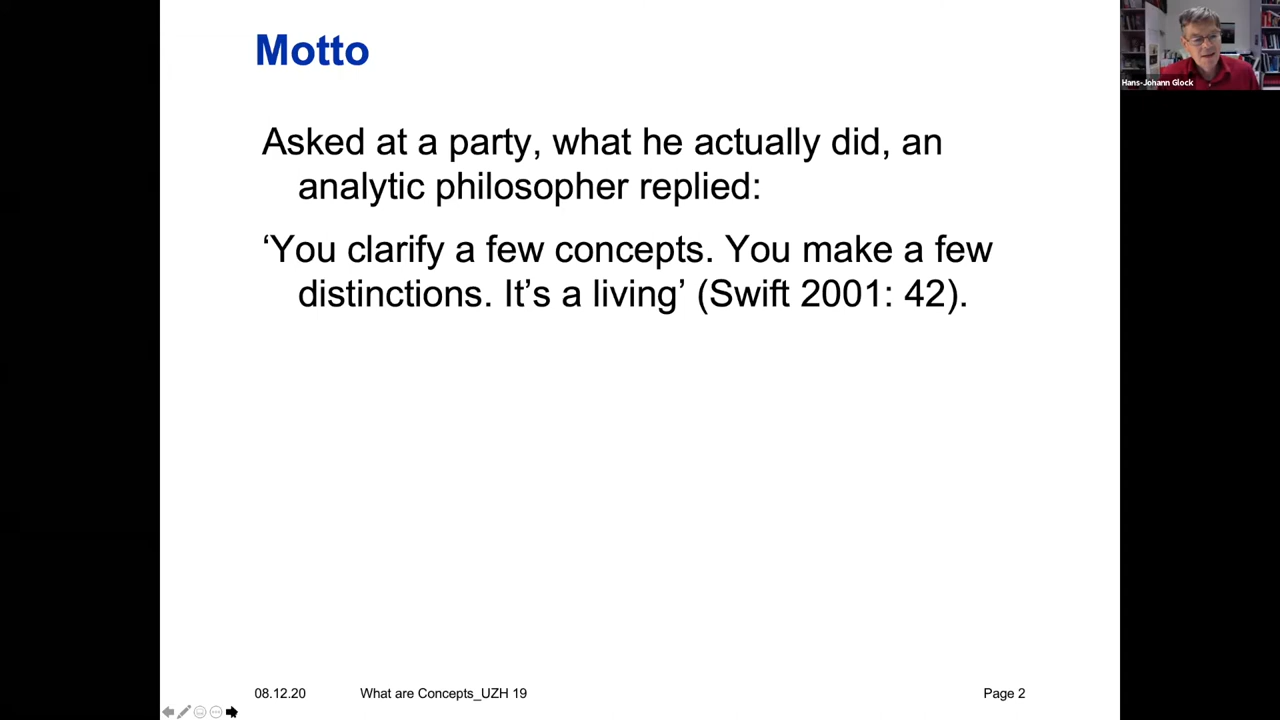 Motto
Hans-Johann Glock
Asked at a party, what he actually did, an
analytic philosopher replied:
‘You clarify a few concepts. You make a few
distinctions. It’s a living’ (Swift 2001: 42).
08.12.20 What are Concepts_UZH 19 Page 2